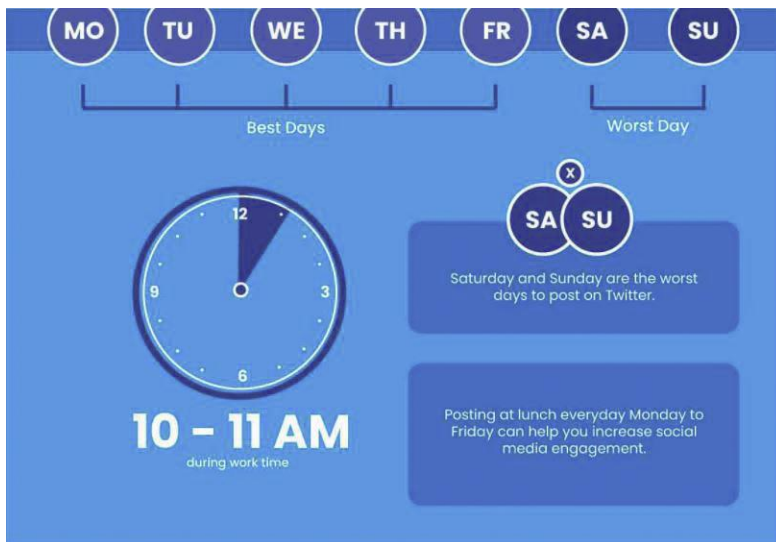 MO TU WE TH FR SA SU
Best Days
Worst Day
12
9
3
6
10 – 11 AM
during work time
X
SA SU
Saturday and Sunday are the worst
days to post on Twitter.
Posting at lunch everyday Monday to
Friday can help you increase social
media engagement.